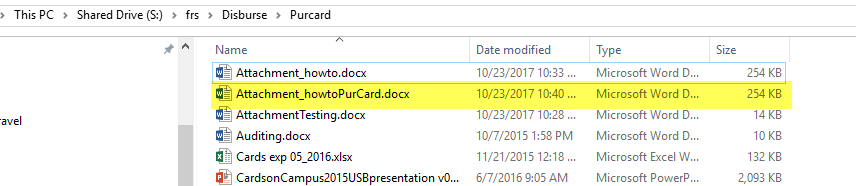 This PC > Shared Drive (S:) > frs > Disburse > Purcard
Name Date modified Type Size
Attachment_howto.docx 10/23/2017 10:33 ... Microsoft Word D... 254 KB
Attachment_howtoPurCard.docx 10/23/2017 10:40 ... Microsoft Word D... 254 KB
AttachmentTesting.docx 10/23/2017 10:28 ... Microsoft Word D... 14 KB
ravel
Auditing.docx 10/7/2015 1:58 PM Microsoft Word D... 10 KB
Cards exp 05_2016.xlsx 11/21/2015 12:18 ... Microsoft Excel W... 132 KB
CardsonCampus2015USBpresentation v0... 6/7/2016 9:05 AM Microsoft PowerP... 2,093 KB